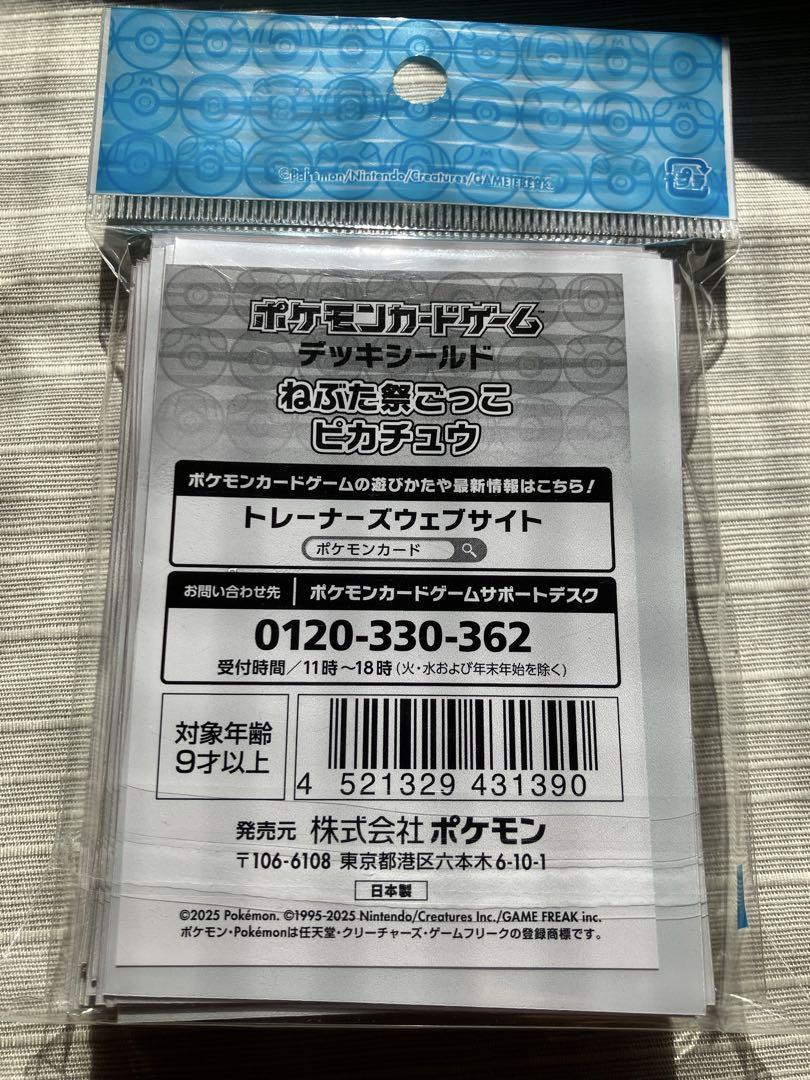 ©Pokémon/Nintendo/Creatures/GAMEFREAK
ポケモンカードゲーム™
デッキシールド
ねぶた祭ごっこ
ピカチュウ
ポケモンカードゲームの遊びかたや最新情報はこちら！
トレーナーズウェブサイト
ポケモンカード
お問い合わせ先 ポケモンカードゲームサポートデスク
0120-330-362
受付時間／11時～18時（火・水および年末年始を除く）
対象年齢
9才以上
4 521329 431390
発売元 株式会社ポケモン
〒106-6108 東京都港区六本木6-10-1
日本製
©2025 Pokémon. ©1995-2025 Nintendo/Creatures Inc./GAME FREAK inc.
ポケモン・Pokémonは任天堂・クリーチャーズ・ゲームフリークの登録商標です。